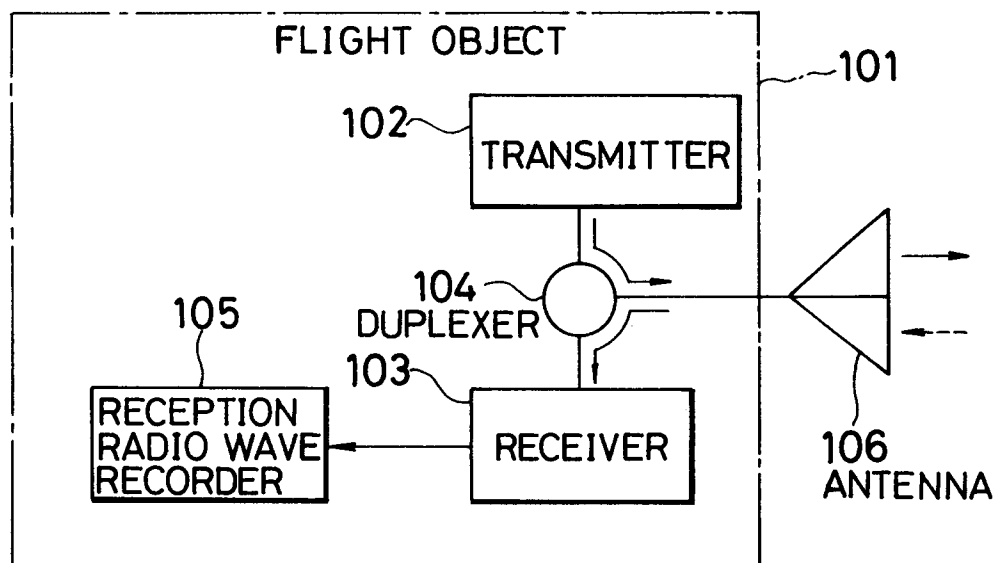 FLIGHT OBJECT
101
102
TRANSMITTER
104
DUPLEXER
105
103
RECEPTION
RADIO WAVE
RECORDER
RECEIVER
106
ANTENNA